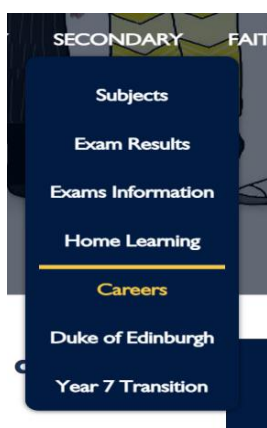 SECONDARY
Subjects
Exam Results
Exams Information
Home Learning
Careers
Duke of Edinburgh
Year 7 Transition